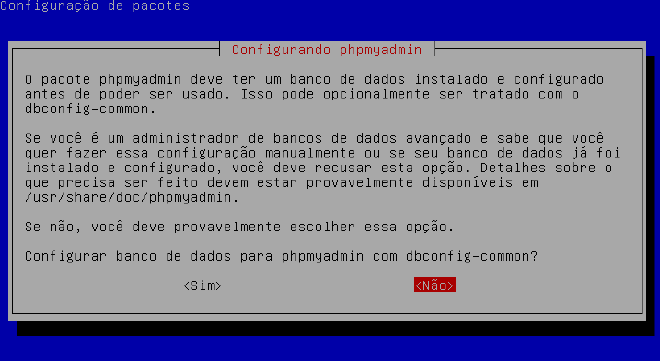 Configuração de pacotes
Configurando phpmyadmin
O pacote phpmyadmin deve ter um banco de dados instalado e configurado
antes de poder ser usado. Isso pode opcionalmente ser tratado com o
dbconfig-common.
Se você é um administrador de bancos de dados avançado e sabe que você
quer fazer essa configuração manualmente ou se seu banco de dados já foi
instalado e configurado, você deve recusar esta opção. Detalhes sobre o
que precisa ser feito devem estar provavelmente disponíveis em
/usr/share/doc/phpmyadmin.
Se não, você deve provavelmente escolher essa opção.
Configurar banco de dados para phpmyadmin com dbconfig-common?
<Sim> <Não>